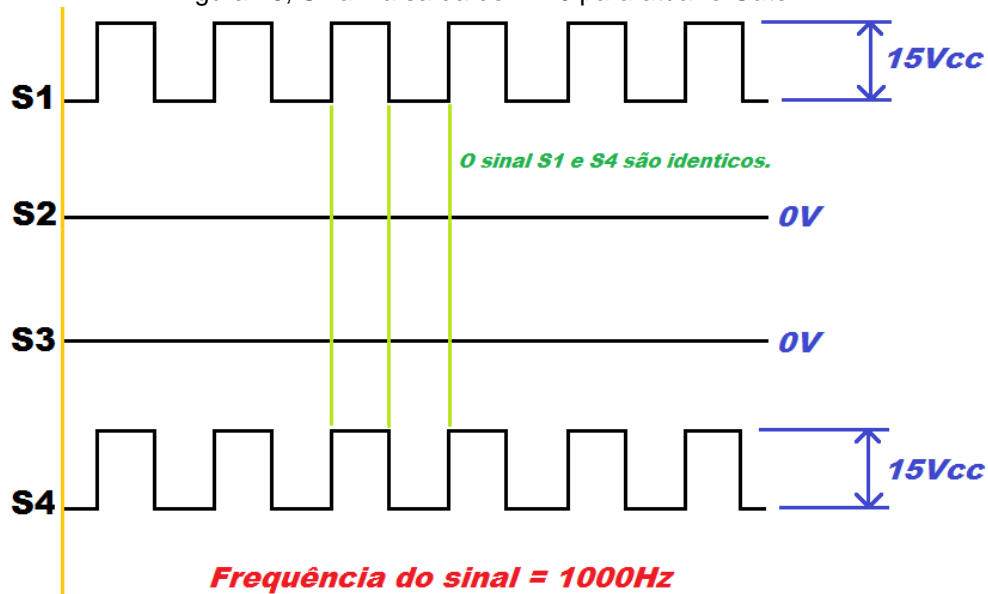 S1
15Vcc
O sinal S1 e S4 são identicos.
S2
0V
S3
0V
S4
15Vcc
Frequência do sinal = 1000Hz